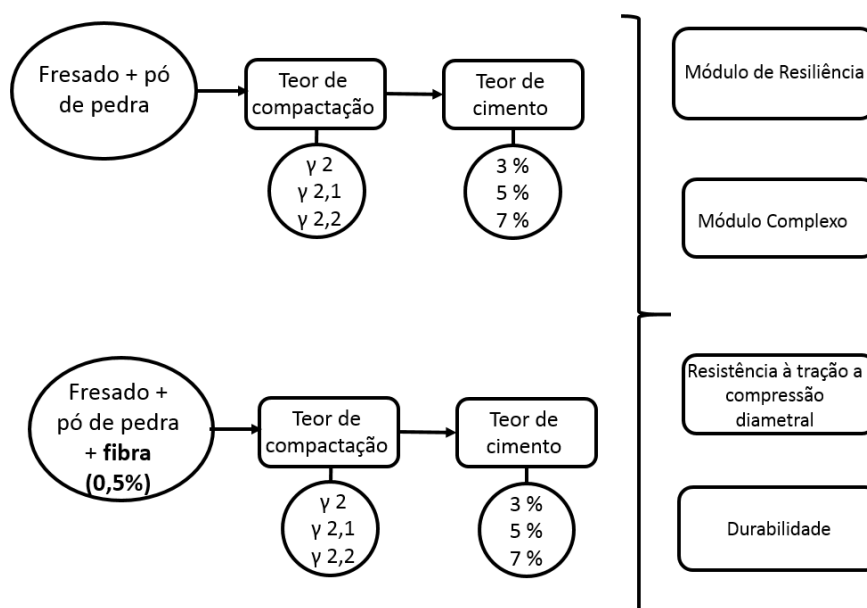 Fresado + pó
de pedra
Teor de
compactação
γ 2
γ 2,1
γ 2,2
Teor de
cimento
3 %
5 %
7 %
Fresado +
pó de pedra
+ fibra
(0,5%)
Teor de
compactação
γ 2
γ 2,1
γ 2,2
Teor de
cimento
3 %
5 %
7 %
Módulo de Resiliência
Módulo Complexo
Resistência à tração a
compressão
diametral
Durabilidade